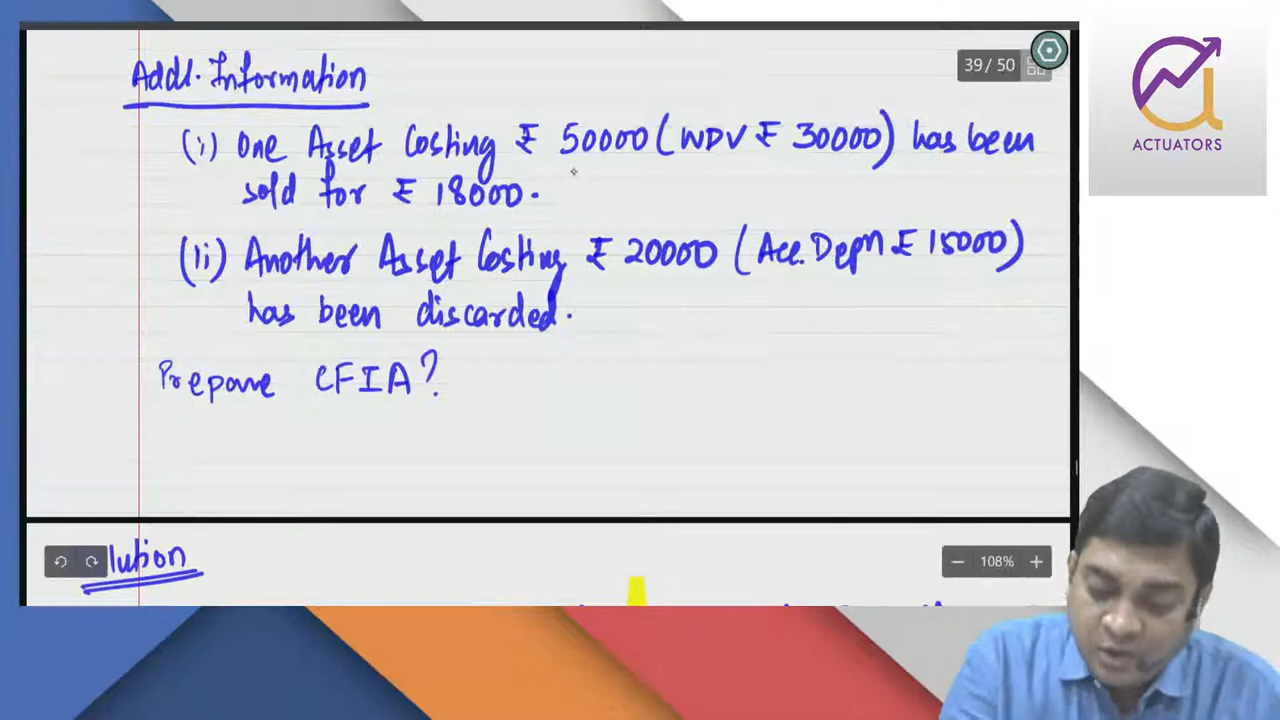 Addl. Information
39 / 50
(i) One Asset Costing ₹ 50000 (WDV ₹ 30000) has been
sold for ₹ 18000.
(ii) Another Asset Costing ₹ 20000 (Acc. Depn ₹ 15000)
has been discarded.
Prepare CFIA?
lution
108%
ACTUATORS